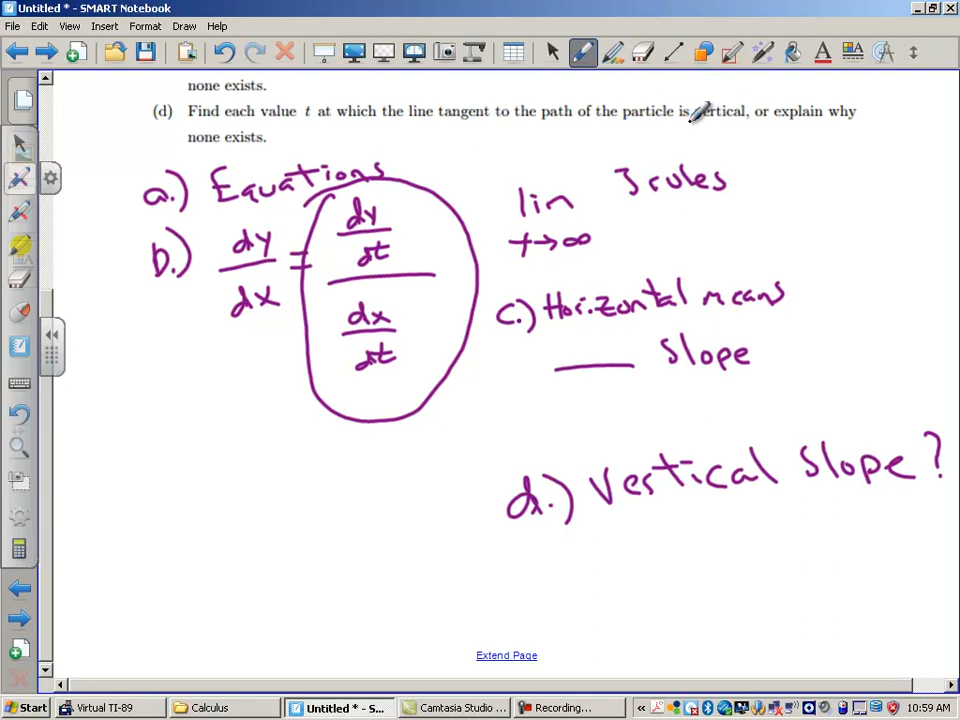 Untitled * - SMART Notebook
File Edit View Insert Format Draw Help
none exists.
(d) Find each value t at which the line tangent to the path of the particle is vertical, or explain why
none exists.
a.) Equations
b.) dy/dx = dy/dt / dx/dt
lim t→∞ 3 rules
c.) Horizontal means
___ Slope
d.) Vertical Slope?
Extend Page
Start Virtual TI-89 Calculus Untitled * - S... Camtasia Studio ... Recording... « 10:59 AM